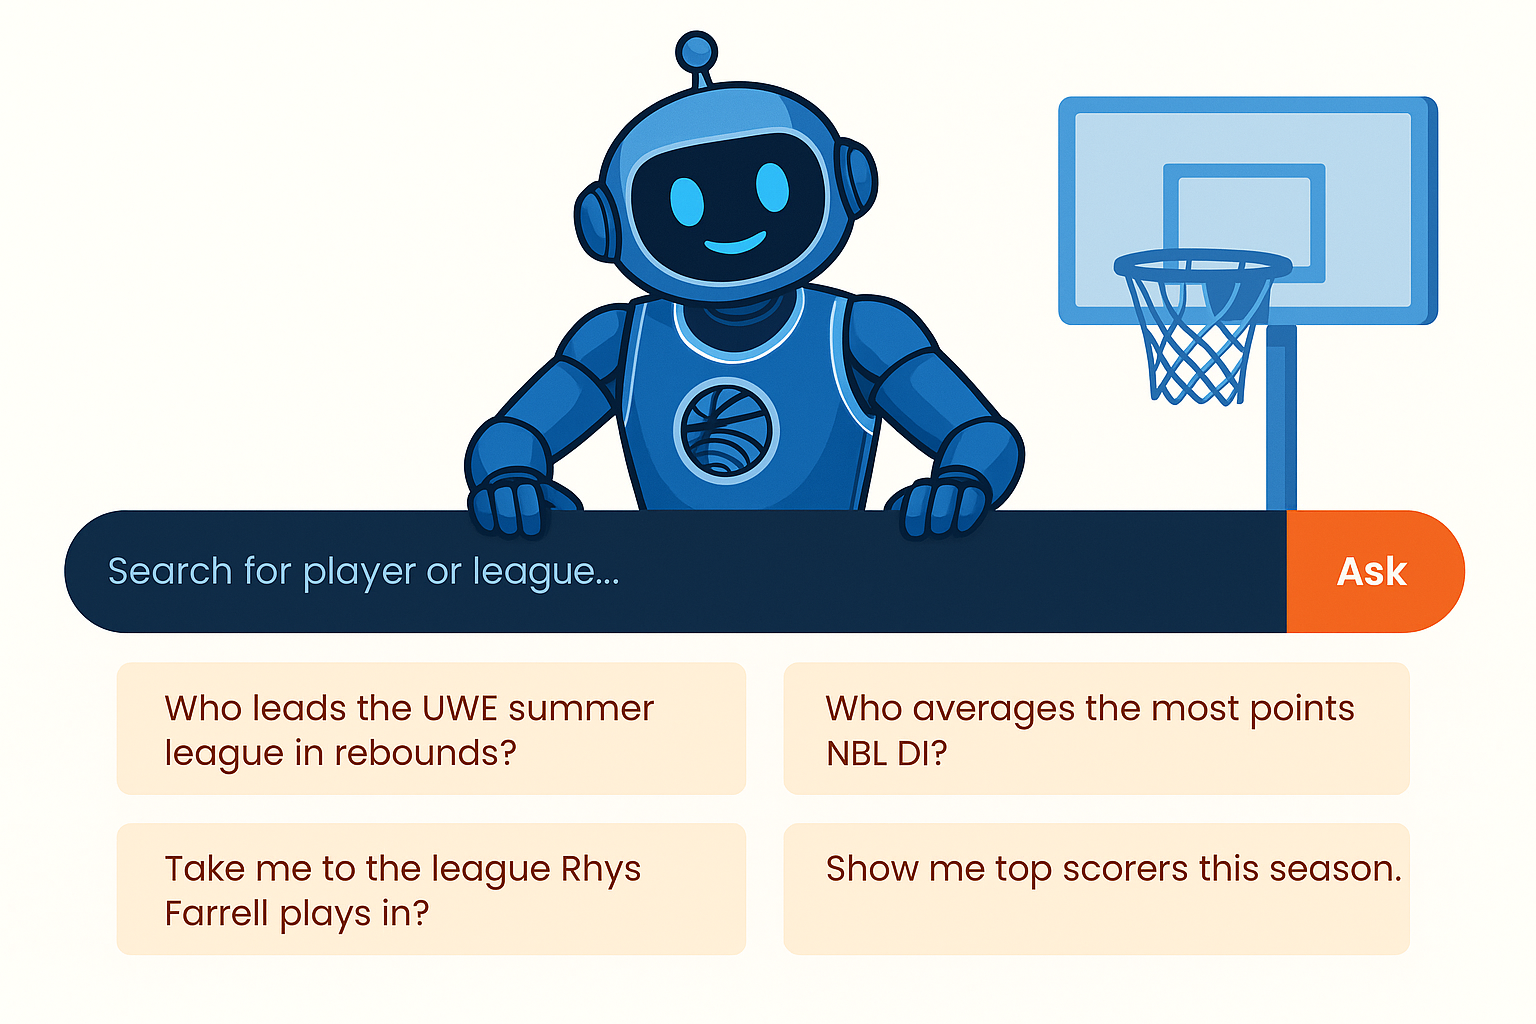 Search for player or league...
Ask
Who leads the UWE summer
league in rebounds?
Who averages the most points
NBL DI?
Take me to the league Rhys
Farrell plays in?
Show me top scorers this season.